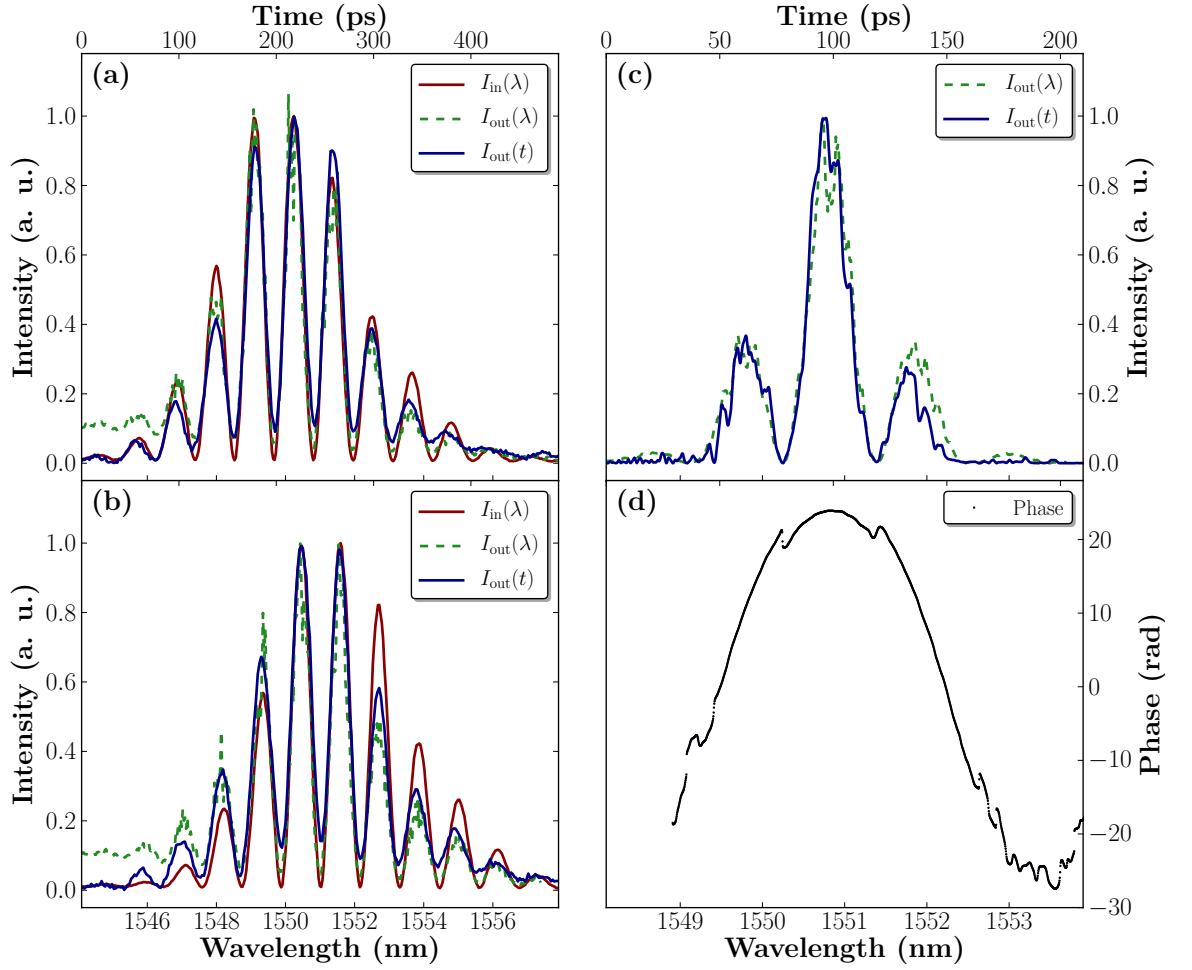 Time (ps)
0 100 200 300 400
(a)
I_in(λ)
I_out(λ)
I_out(t)
Intensity (a. u.)
1.0
0.8
0.6
0.4
0.2
0.0
Time (ps)
0 50 100 150 200
(c)
I_out(λ)
I_out(t)
Intensity (a. u.)
1.0
0.8
0.6
0.4
0.2
0.0
(b)
I_in(λ)
I_out(λ)
I_out(t)
Intensity (a. u.)
1.0
0.8
0.6
0.4
0.2
0.0
1546 1548 1550 1552 1554 1556
Wavelength (nm)
(d)
Phase
Phase (rad)
20
10
0
−10
−20
−30
1549 1550 1551 1552 1553
Wavelength (nm)